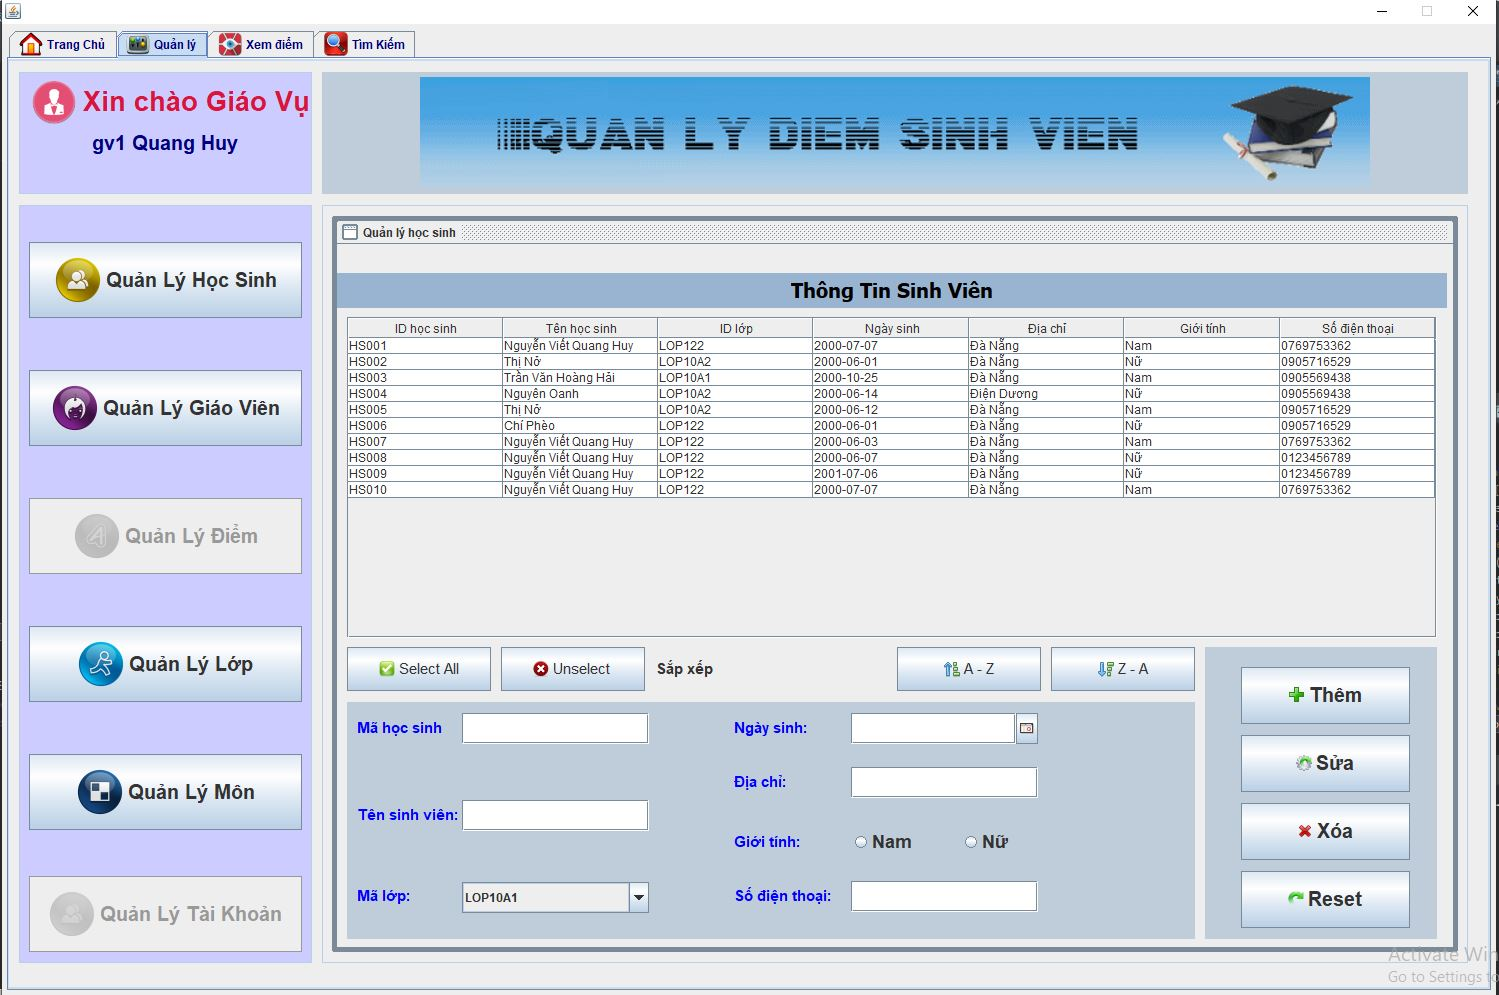 Trang Chủ Quản lý Xem điểm Tìm Kiếm
Xin chào Giáo Vụ
gv1 Quang Huy
QUAN LY DIEM SINH VIEN
Quản Lý Học Sinh
Quản Lý Giáo Viên
Quản Lý Điểm
Quản Lý Lớp
Quản Lý Môn
Quản Lý Tài Khoản
Quản lý học sinh
Thông Tin Sinh Viên
ID học sinh Tên học sinh ID lớp Ngày sinh Địa chỉ Giới tính Số điện thoại
HS001 Nguyễn Viết Quang Huy LOP122 2000-07-07 Đà Nẵng Nam 0769753362
HS002 Thị Nở LOP10A2 2000-06-01 Đà Nẵng Nữ 0905716529
HS003 Trần Văn Hoàng Hải LOP10A1 2000-10-25 Đà Nẵng Nam 0905569438
HS004 Nguyên Oanh LOP10A2 2000-06-14 Điện Dương Nữ 0905569438
HS005 Thị Nở LOP10A2 2000-06-12 Đà Nẵng Nam 0905716529
HS006 Chí Phèo LOP122 2000-06-01 Đà Nẵng Nữ 0905716529
HS007 Nguyễn Viết Quang Huy LOP122 2000-06-03 Đà Nẵng Nam 0769753362
HS008 Nguyễn Viết Quang Huy LOP122 2000-06-07 Đà Nẵng Nữ 0123456789
HS009 Nguyễn Viết Quang Huy LOP122 2001-07-06 Đà Nẵng Nữ 0123456789
HS010 Nguyễn Viết Quang Huy LOP122 2000-07-07 Đà Nẵng Nam 0769753362
Select All Unselect Sắp xếp A - Z Z - A
Mã học sinh
Tên sinh viên:
Mã lớp: LOP10A1
Ngày sinh:
Địa chỉ:
Giới tính: Nam Nữ
Số điện thoại:
Thêm
Sửa
Xóa
Reset
Activate Win
Go to Settings to